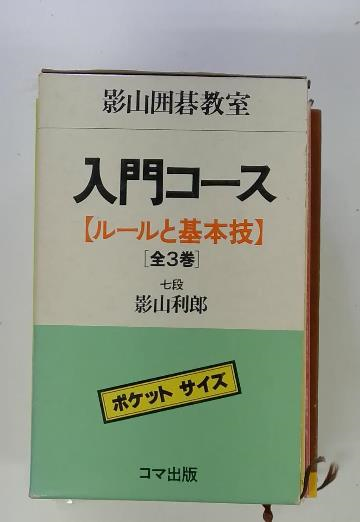 影山囲碁教室
入門コース
【ルールと基本技】
[全3巻]
七段
影山利郎
ポケット サイズ
コマ出版